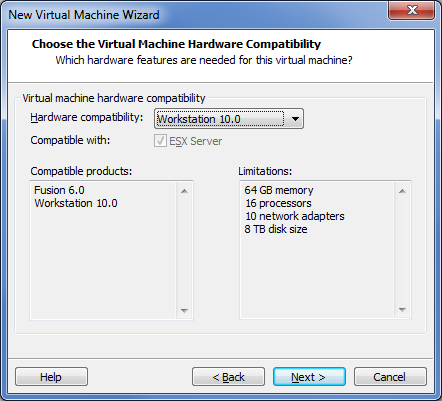 New Virtual Machine Wizard
Choose the Virtual Machine Hardware Compatibility
Which hardware features are needed for this virtual machine?
Virtual machine hardware compatibility
Hardware compatibility: Workstation 10.0
Compatible with: ESX Server
Compatible products:
Fusion 6.0
Workstation 10.0
Limitations:
64 GB memory
16 processors
10 network adapters
8 TB disk size
Help < Back Next > Cancel